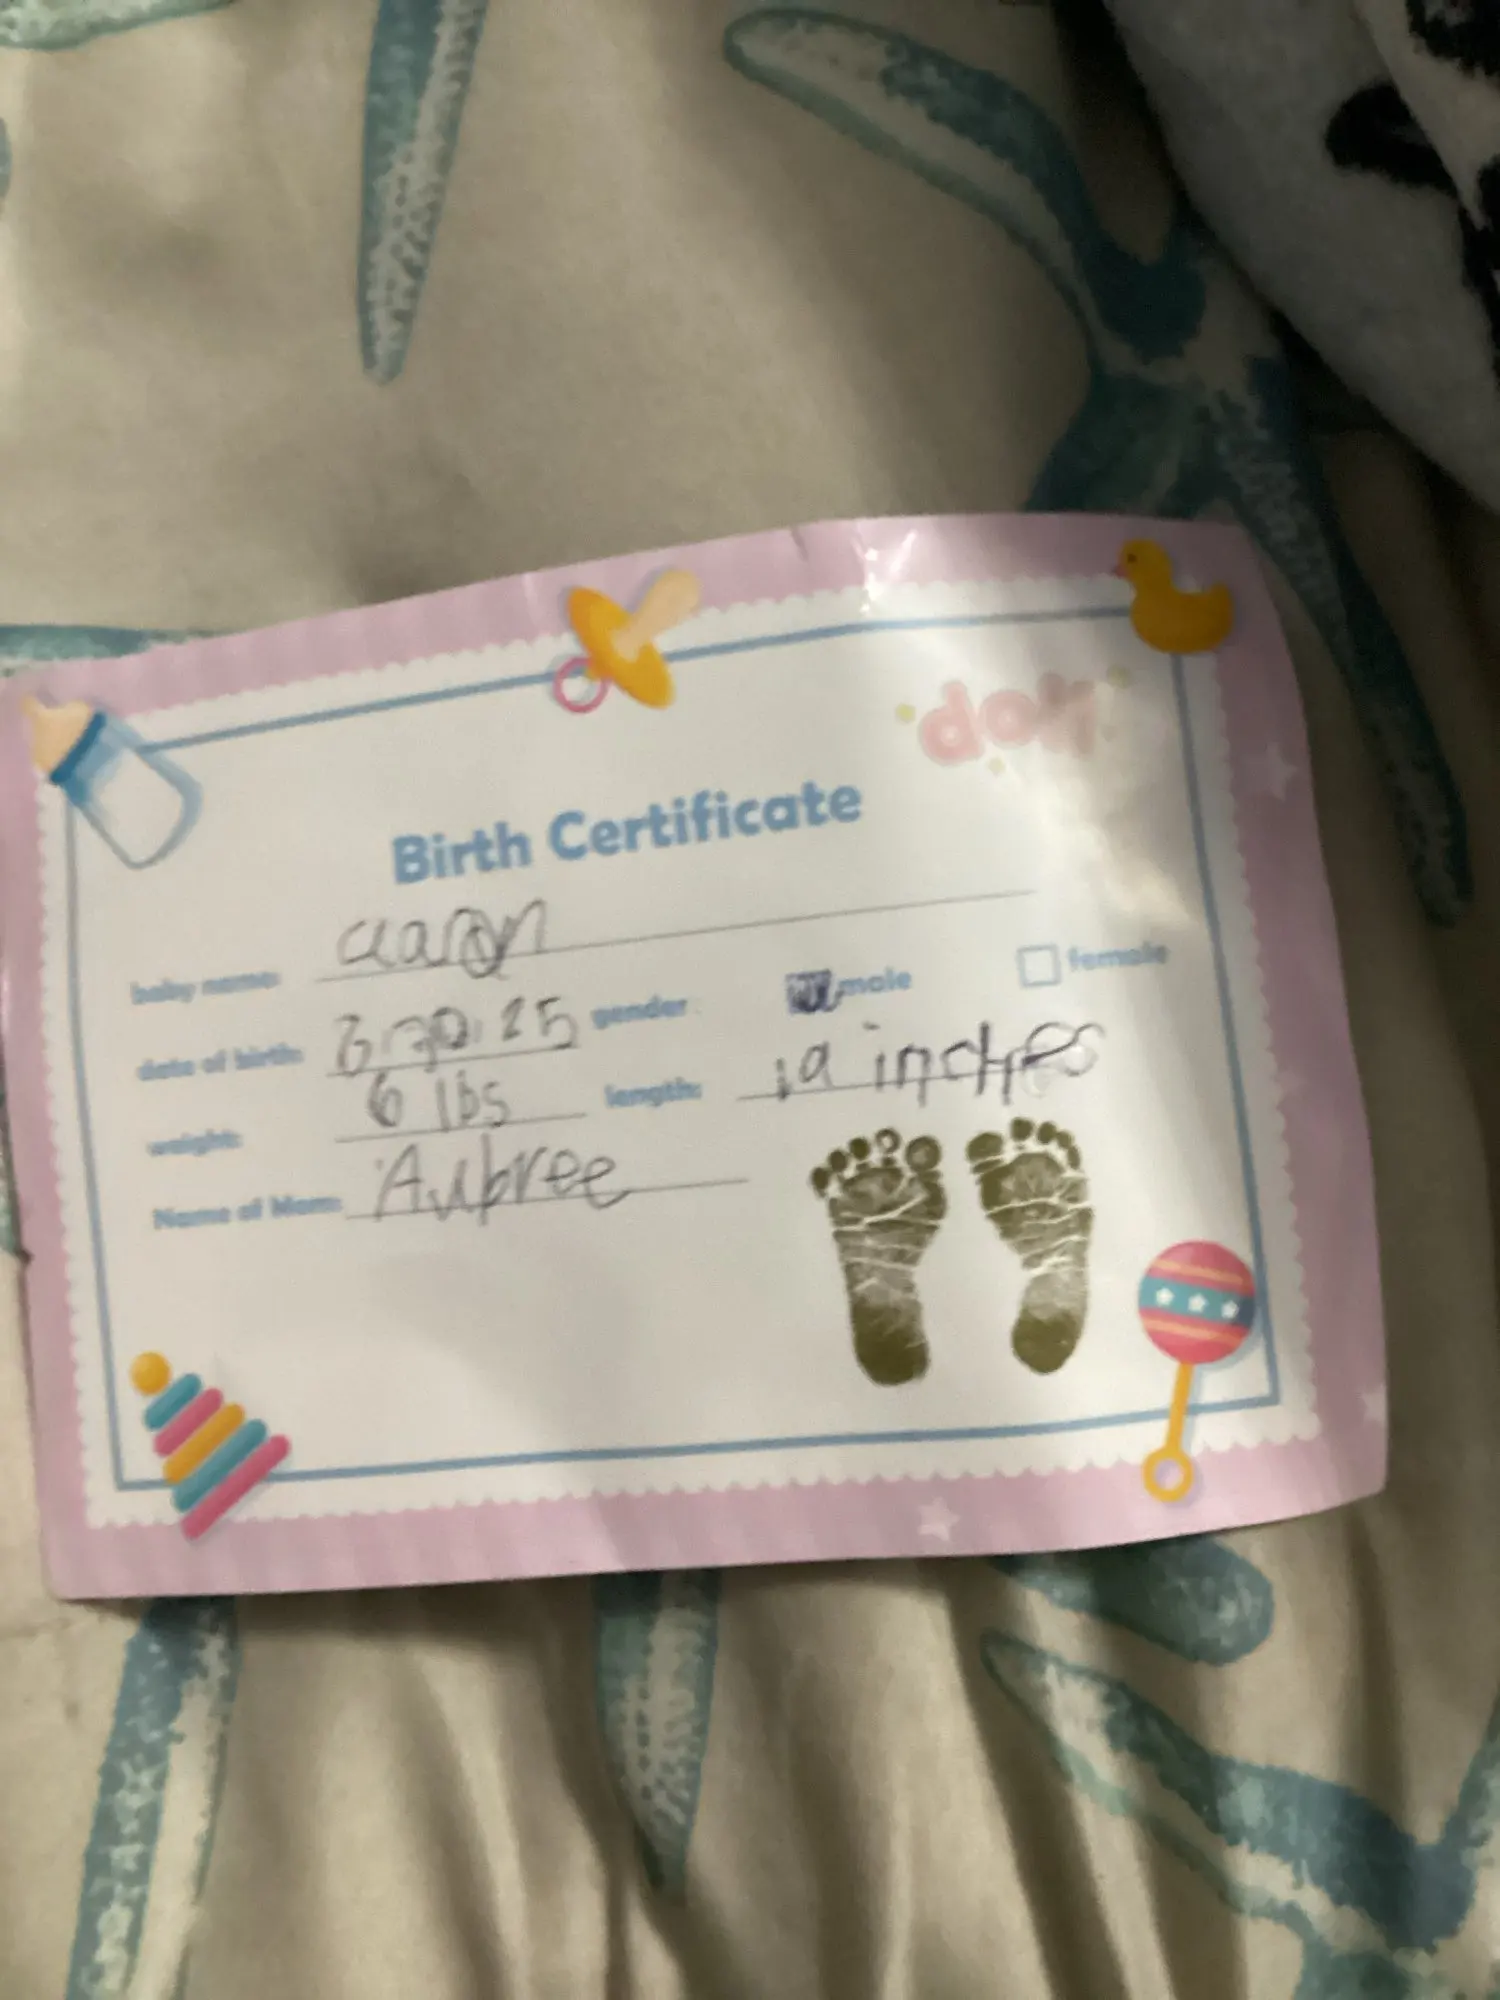 Birth Certificate
baby name: aaron
date of birth: gender male female
weight: 6 lbs length: 19 inches
Name of Mom: Aubree